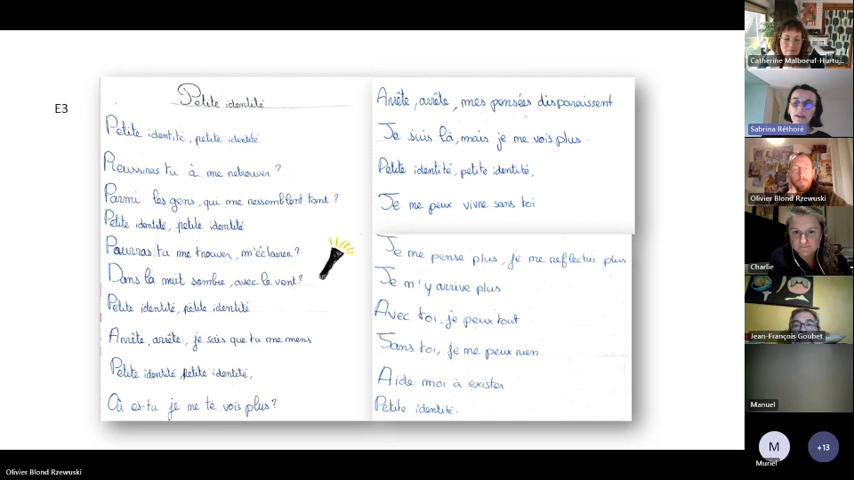 E3
Petite identité
Petite identité, petite identité
Reussiras tu à me retrouver ?
Parmi les gens, qui me ressemblent tant ?
Petite identité, petite identité
Pourras tu me trouver, m'éclairer ?
Dans la nuit sombre, avec le vent ?
Petite identité, petite identité
Arrête, arrête, je sais que tu me mens
Petite identité, petite identité,
Où es-tu je ne te vois plus ?
Arrête, arrête, mes pensées disparaissent
Je suis là, mais je me vois plus.
Petite identité, petite identité,
Je ne peux vivre sans toi
Je me pense plus, je me reflechis plus
Je m'y arrive plus
Avec toi, je peux tout
Sans toi, je ne peux rien.
Aide moi à exister
Petite identité.
Catherine Malboeuf-Hurtu...
Sabrina Réthoré
Olivier Blond Rzewuski
Charlie
Jean-François Goubet
Manuel
M
+13
Muriel
Olivier Blond Rzewuski